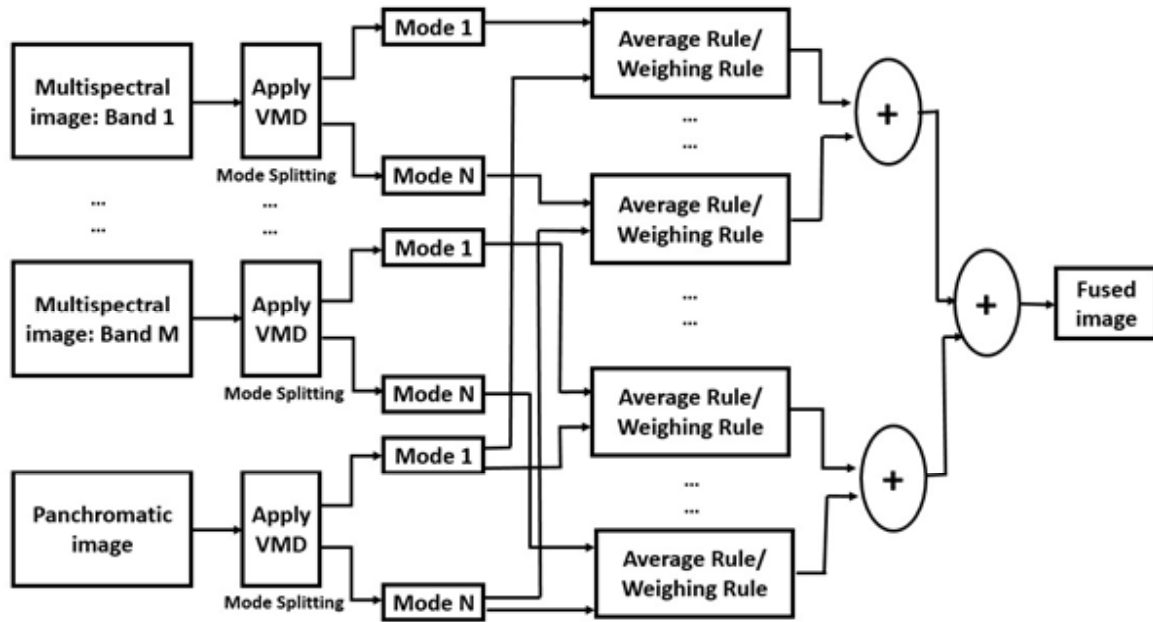 Multispectral
image: Band 1
...
...
Multispectral
image: Band M
Panchromatic
image
Apply
VMD
Mode Splitting
...
...
Apply
VMD
Mode Splitting
Apply
VMD
Mode Splitting
Mode 1
Mode N
Mode 1
Mode N
Mode 1
Mode N
Average Rule/
Weighing Rule
...
...
Average Rule/
Weighing Rule
...
...
Average Rule/
Weighing Rule
...
...
Average Rule/
Weighing Rule
+
+
+
Fused
image